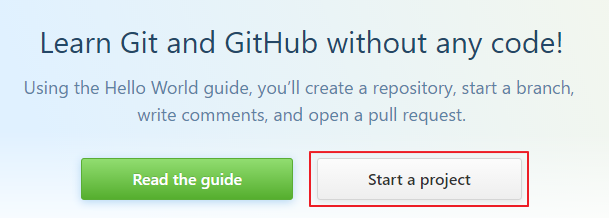 Learn Git and GitHub without any code!
Using the Hello World guide, you’ll create a repository, start a branch,
write comments, and open a pull request.
Read the guide
Start a project